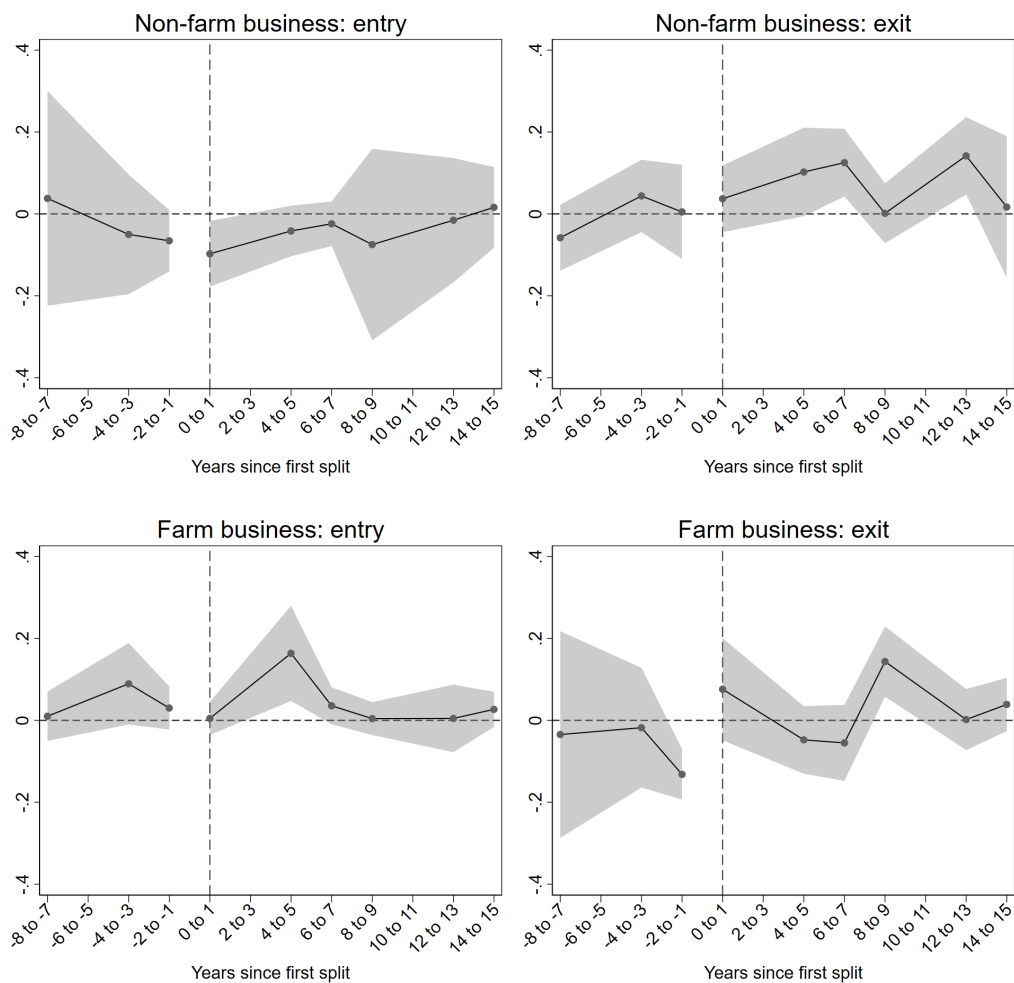 Non-farm business: entry
.4
.2
0
-.2
-.4
-8 to -7
-6 to -5
-4 to -3
-2 to -1
0 to 1
2 to 3
4 to 5
6 to 7
8 to 9
10 to 11
12 to 13
14 to 15
Years since first split
Non-farm business: exit
.4
.2
0
-.2
-.4
-8 to -7
-6 to -5
-4 to -3
-2 to -1
0 to 1
2 to 3
4 to 5
6 to 7
8 to 9
10 to 11
12 to 13
14 to 15
Years since first split
Farm business: entry
.4
.2
0
-.2
-.4
-8 to -7
-6 to -5
-4 to -3
-2 to -1
0 to 1
2 to 3
4 to 5
6 to 7
8 to 9
10 to 11
12 to 13
14 to 15
Years since first split
Farm business: exit
.4
.2
0
-.2
-.4
-8 to -7
-6 to -5
-4 to -3
-2 to -1
0 to 1
2 to 3
4 to 5
6 to 7
8 to 9
10 to 11
12 to 13
14 to 15
Years since first split